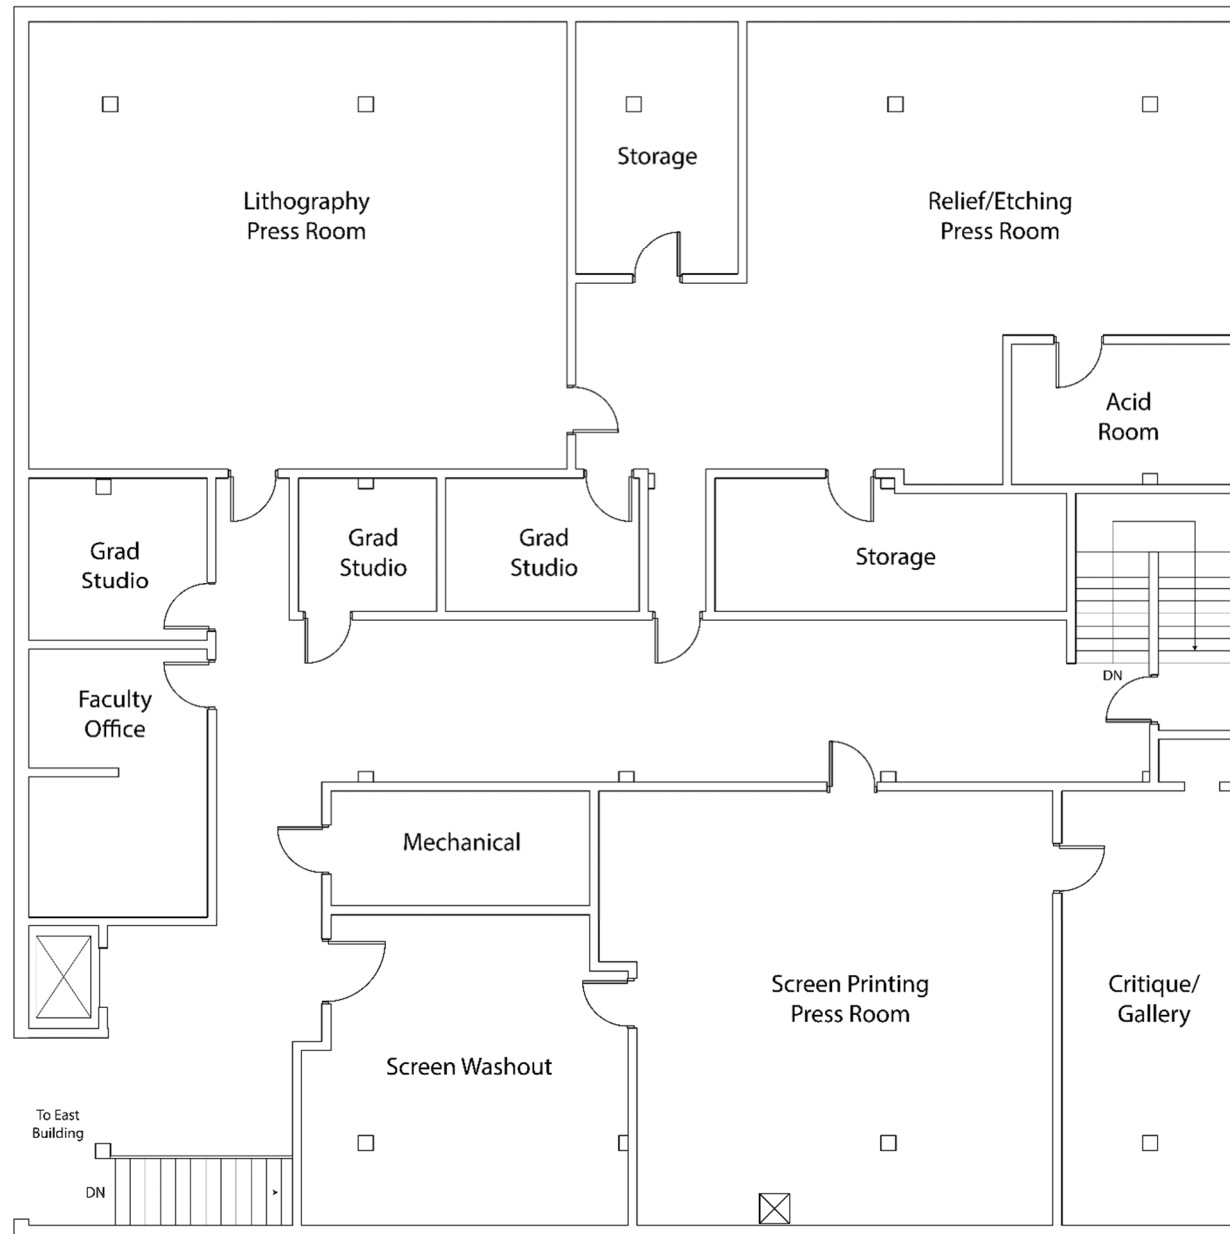 Storage
Lithography
Press Room
Relief/Etching
Press Room
Acid
Room
Grad
Studio
Grad
Studio
Grad
Studio
Storage
DN
Faculty
Office
Mechanical
Screen Printing
Press Room
Critique/
Gallery
Screen Washout
To East
Building
DN